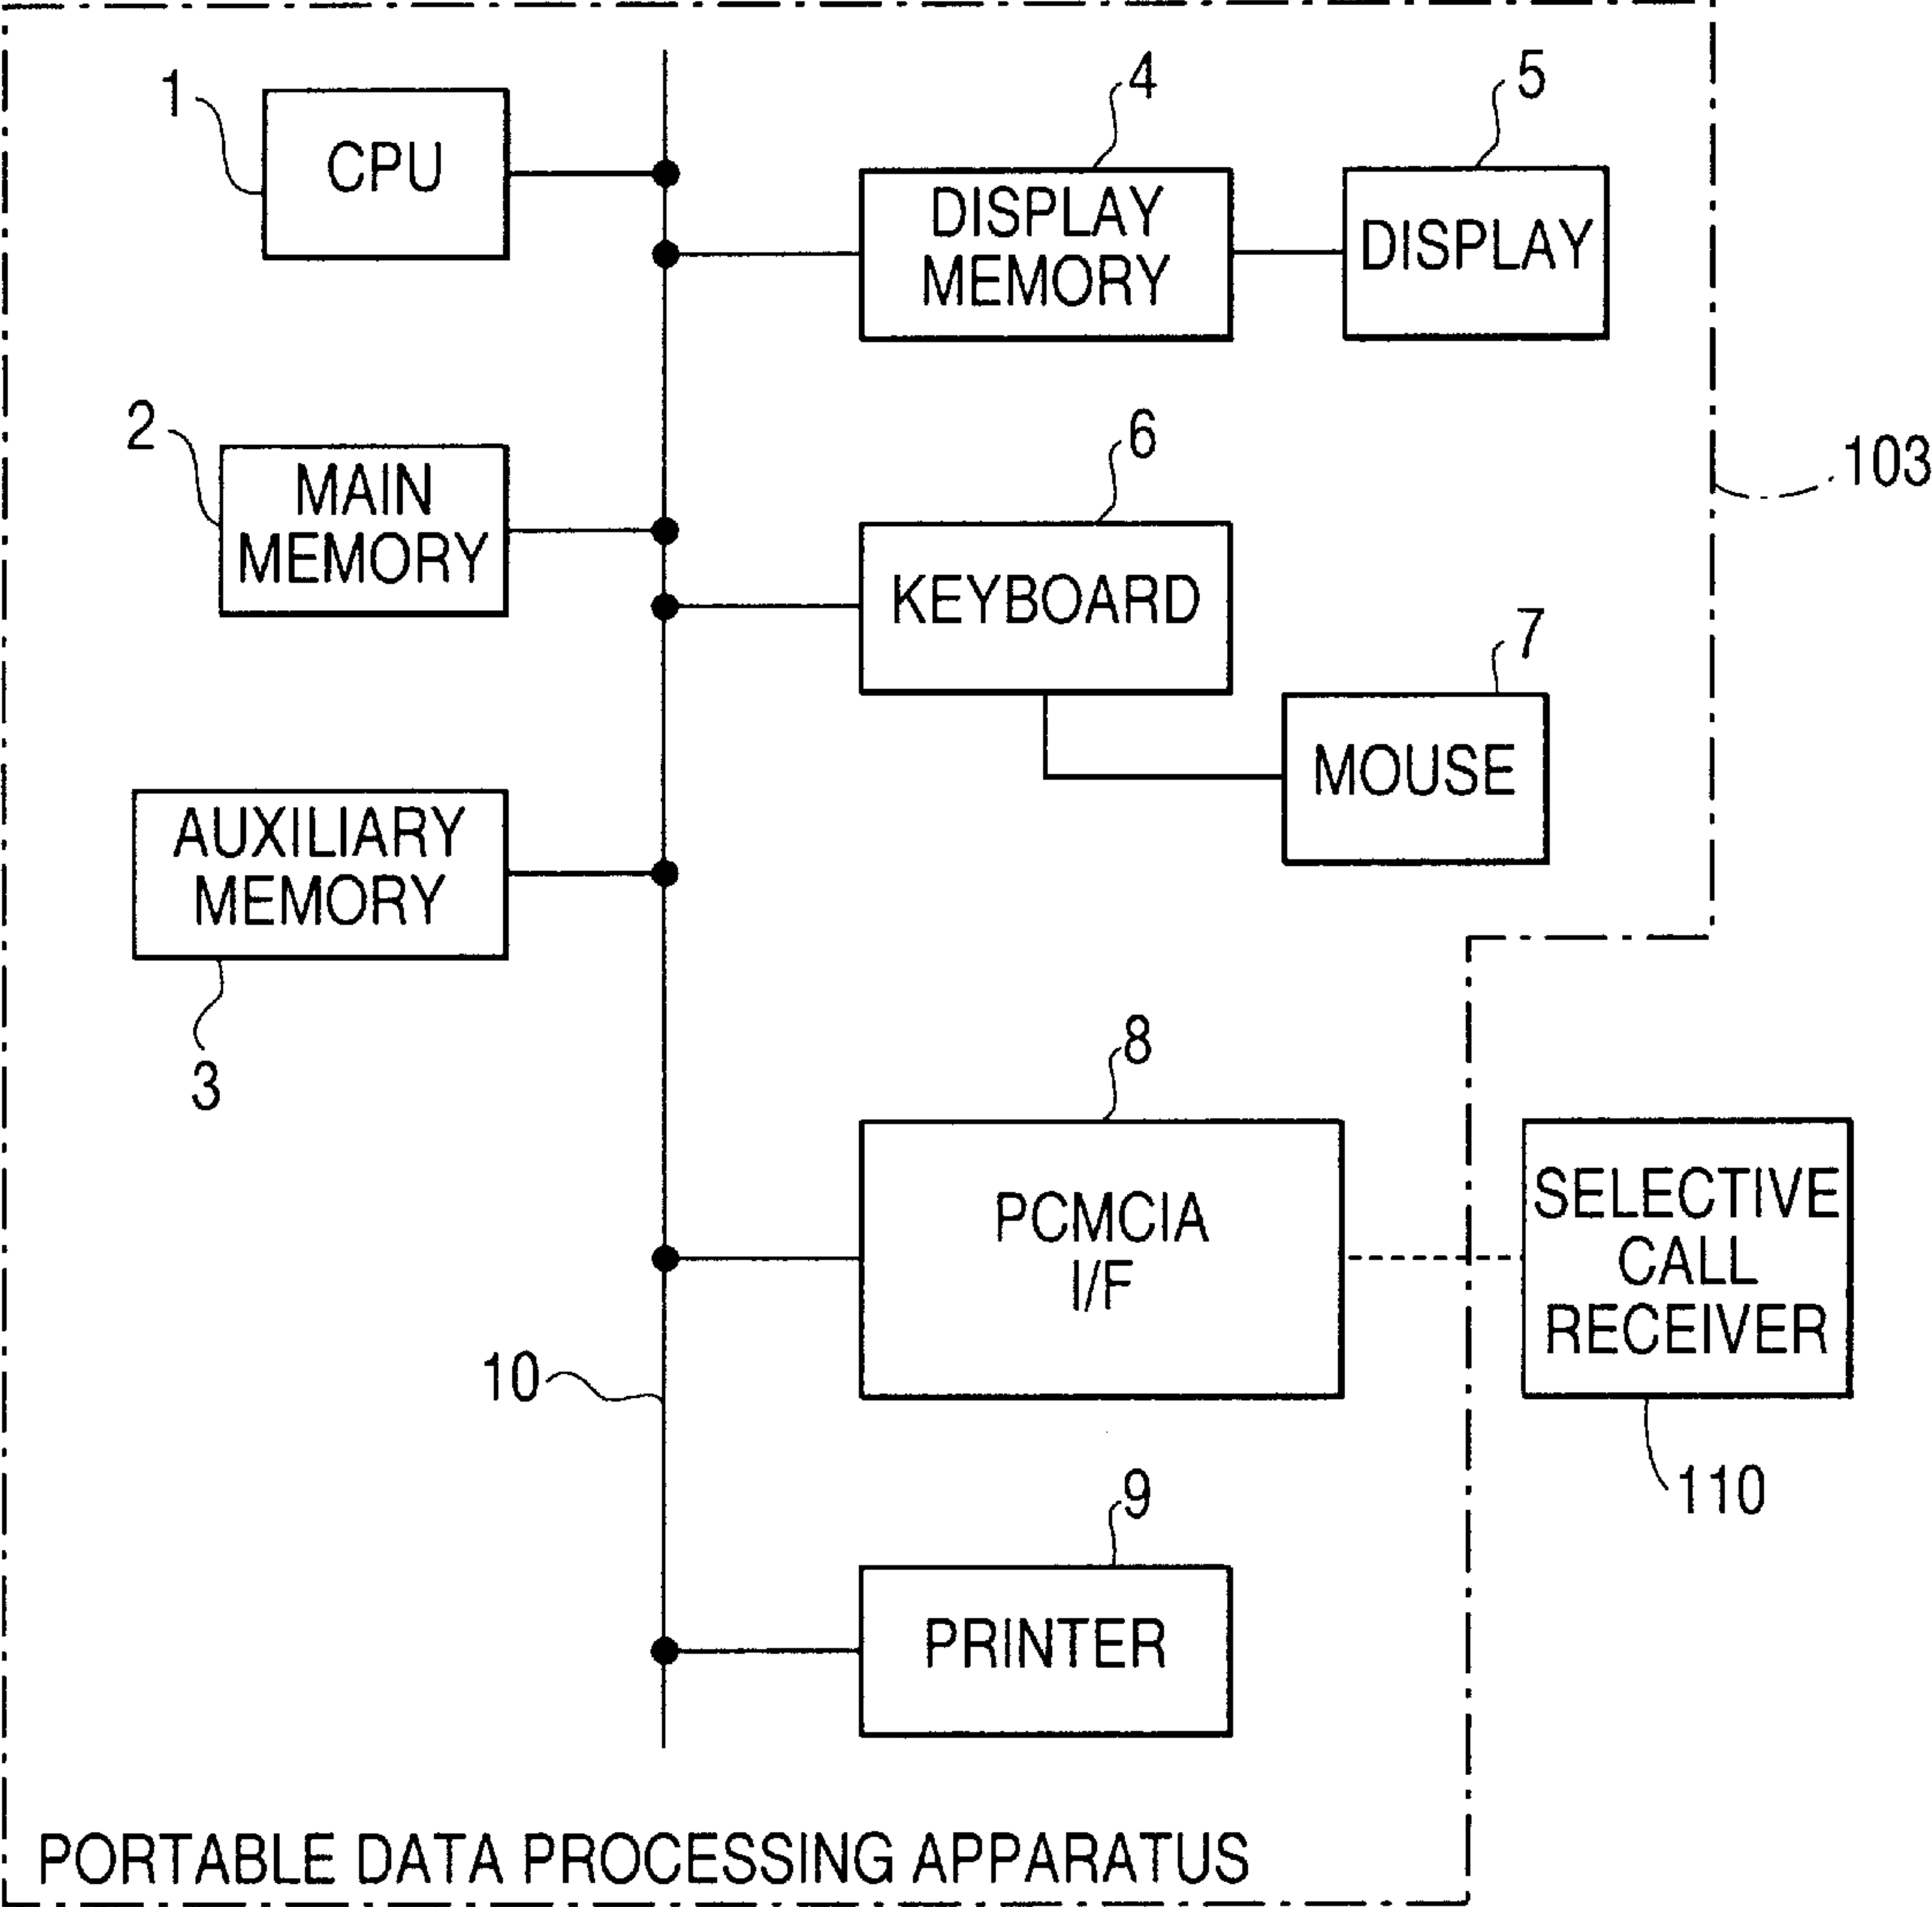 1
CPU
4
DISPLAY
MEMORY
5
DISPLAY
2
MAIN
MEMORY
6
KEYBOARD
103
7
MOUSE
AUXILIARY
MEMORY
3
8
PCMCIA
I/F
SELECTIVE
CALL
RECEIVER
10
110
9
PRINTER
PORTABLE DATA PROCESSING APPARATUS